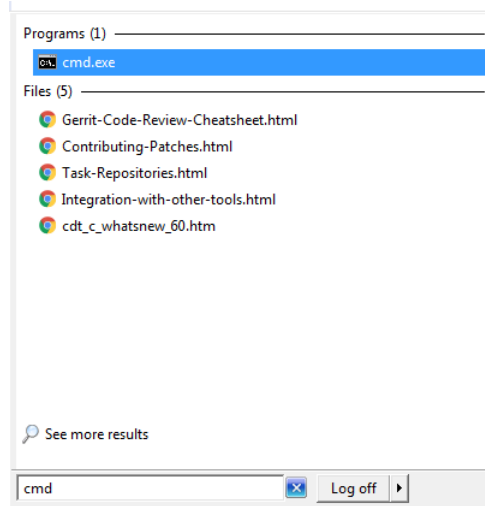 Programs (1)
cmd.exe
Files (5)
Gerrit-Code-Review-Cheatsheet.html
Contributing-Patches.html
Task-Repositories.html
Integration-with-other-tools.html
cdt_c_whatsnew_60.htm
See more results
cmd
Log off